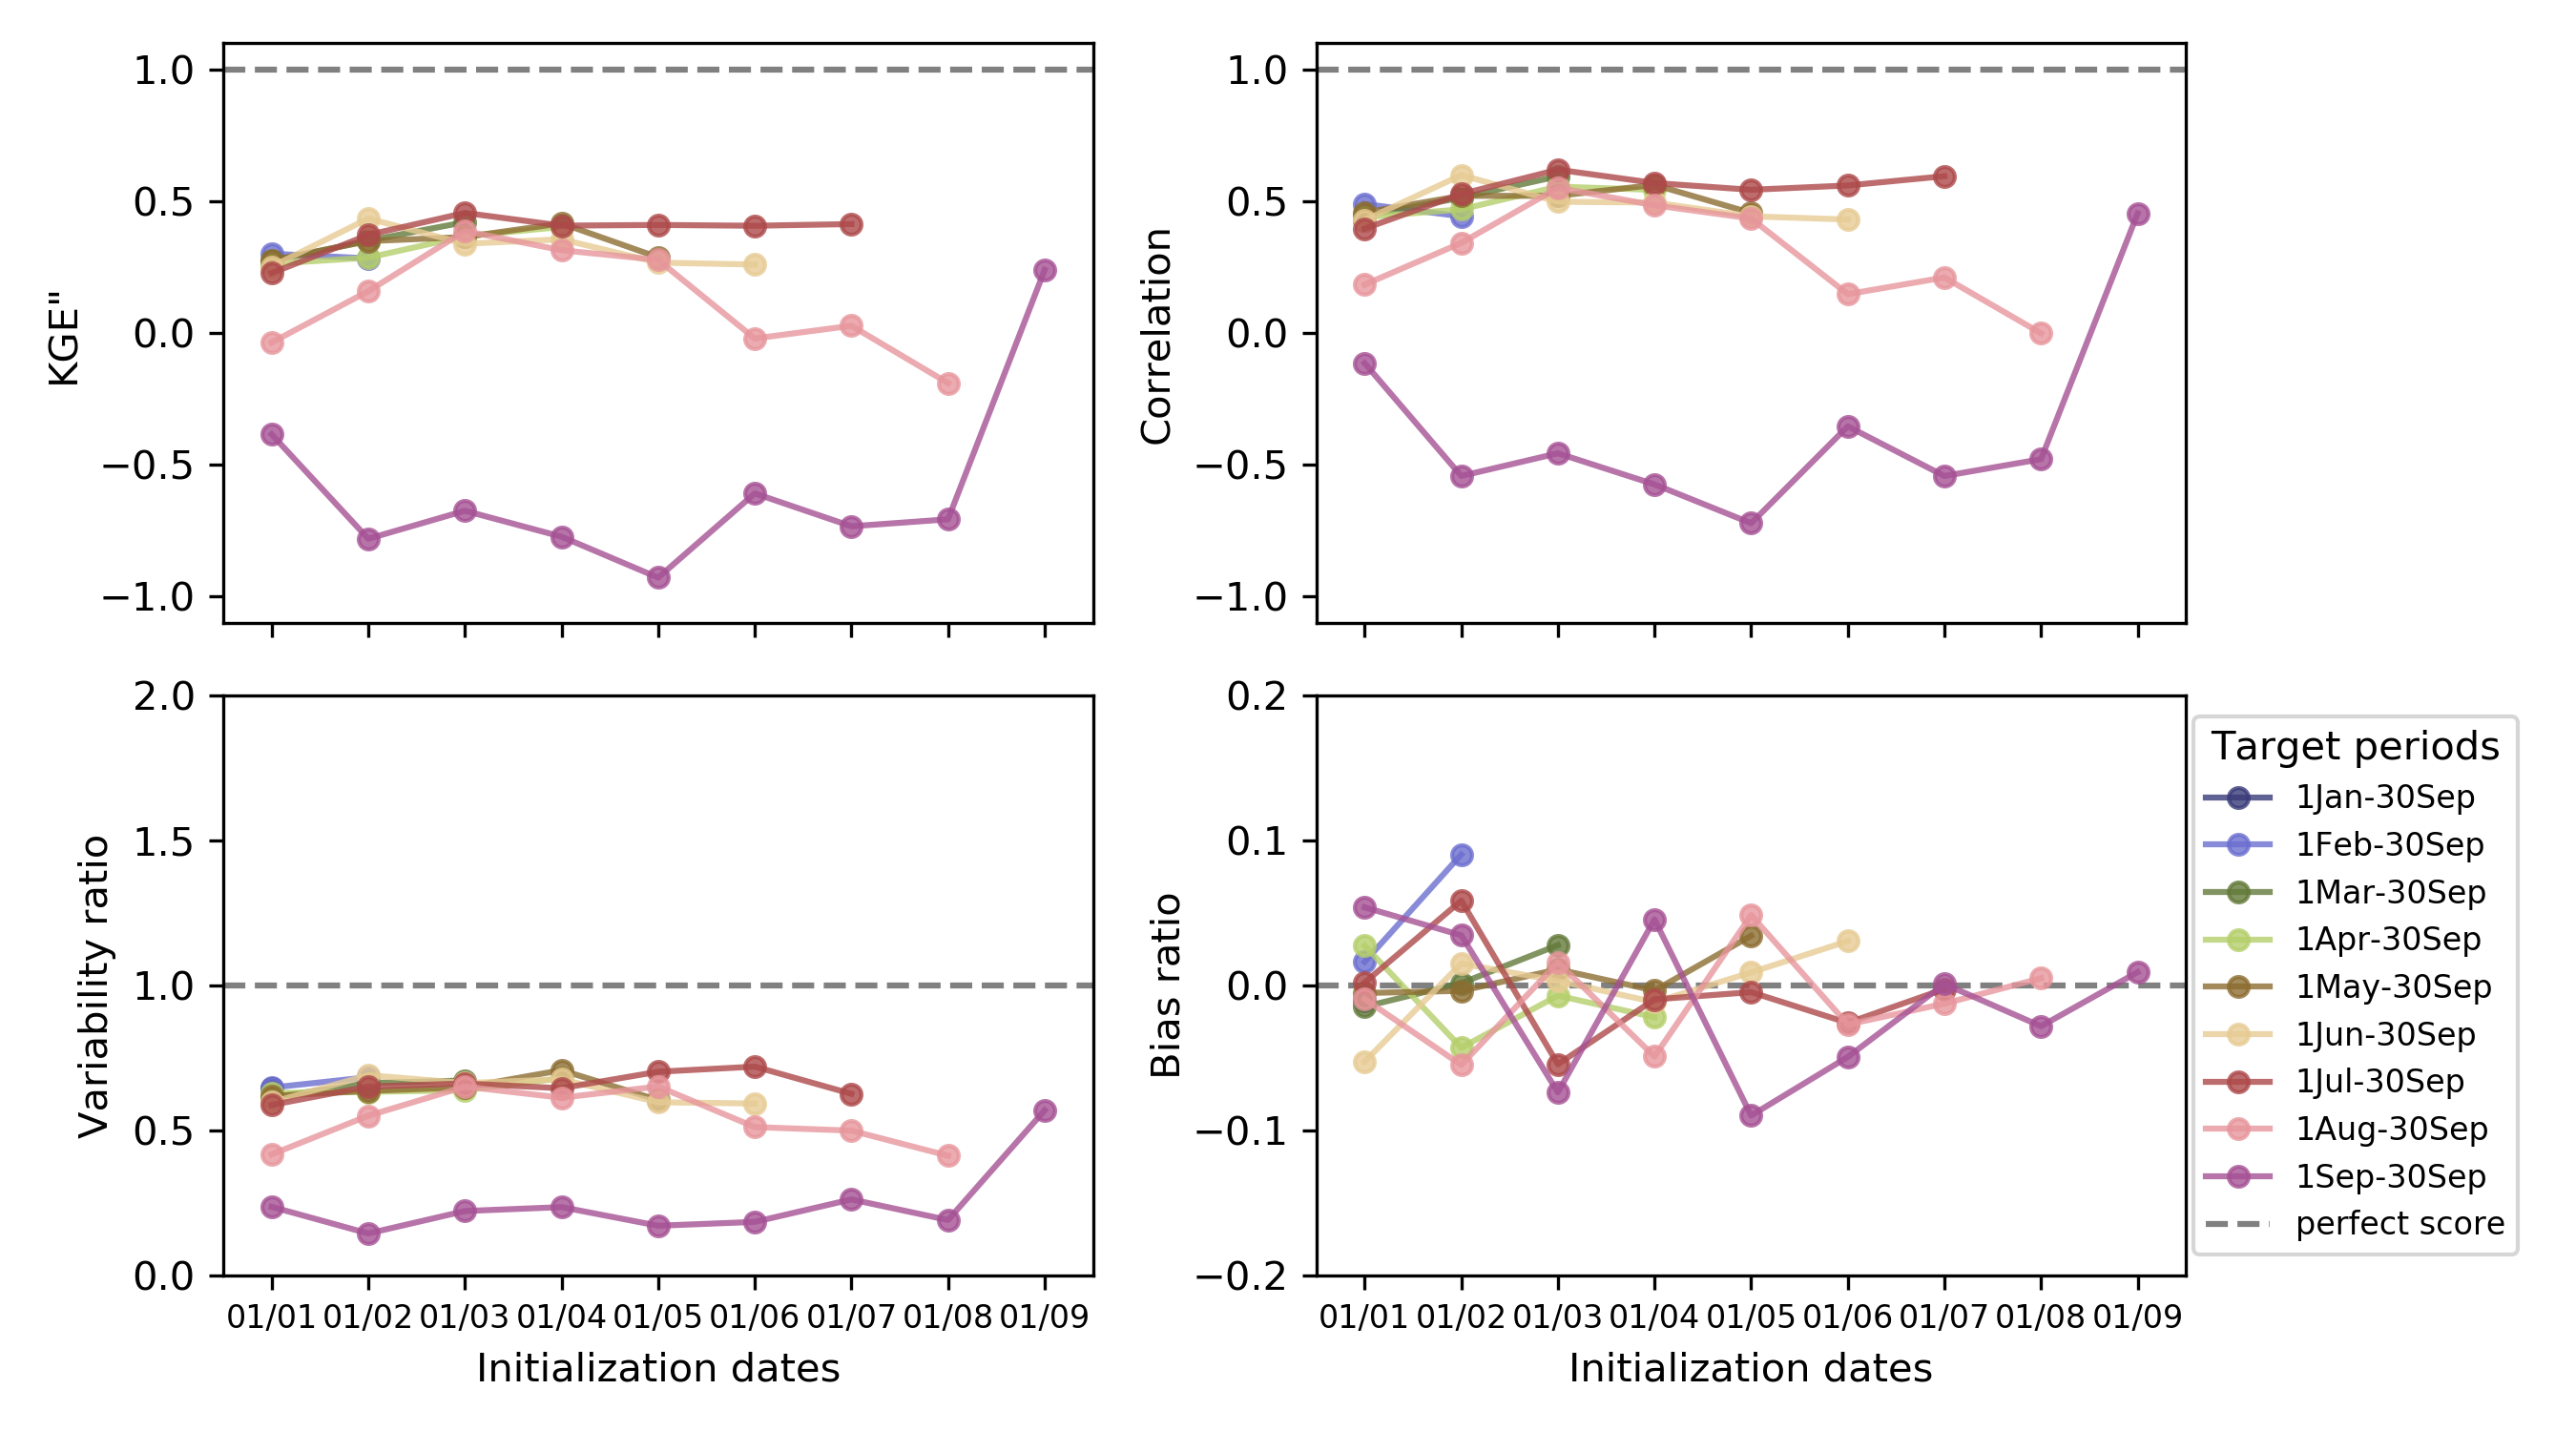 KGE"
1.0
0.5
0.0
−0.5
−1.0
Correlation
1.0
0.5
0.0
−0.5
−1.0
Variability ratio
2.0
1.5
1.0
0.5
0.0
01/01 01/02 01/03 01/04 01/05 01/06 01/07 01/08 01/09
Initialization dates
Bias ratio
0.2
0.1
0.0
−0.1
−0.2
01/01 01/02 01/03 01/04 01/05 01/06 01/07 01/08 01/09
Initialization dates
Target periods
1Jan-30Sep
1Feb-30Sep
1Mar-30Sep
1Apr-30Sep
1May-30Sep
1Jun-30Sep
1Jul-30Sep
1Aug-30Sep
1Sep-30Sep
perfect score